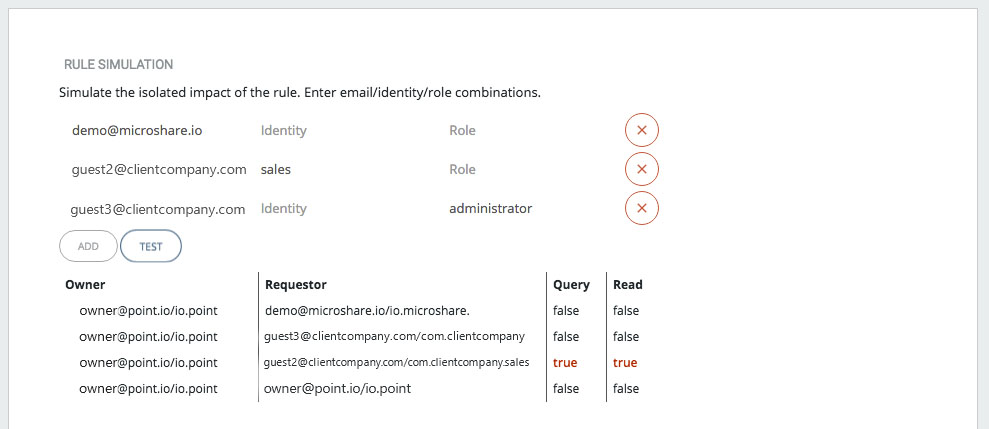 RULE SIMULATION
Simulate the isolated impact of the rule. Enter email/identity/role combinations.
demo@microshare.io Identity Role
guest2@clientcompany.com sales Role
guest3@clientcompany.com Identity administrator
ADD TEST
Owner Requestor Query Read
owner@point.io/io.point demo@microshare.io/io.microshare. false false
owner@point.io/io.point guest3@clientcompany.com/com.clientcompany false false
owner@point.io/io.point guest2@clientcompany.com/com.clientcompany.sales true true
owner@point.io/io.point owner@point.io/io.point false false